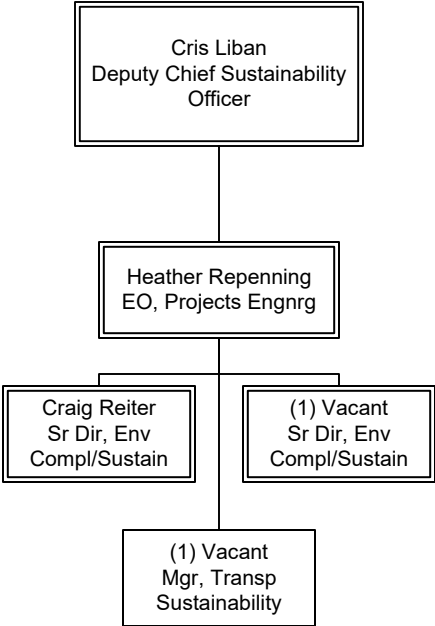 Cris Liban
Deputy Chief Sustainability
Officer
Heather Repenning
EO, Projects Engnrg
Craig Reiter
Sr Dir, Env
Compl/Sustain
(1) Vacant
Sr Dir, Env
Compl/Sustain
(1) Vacant
Mgr, Transp
Sustainability